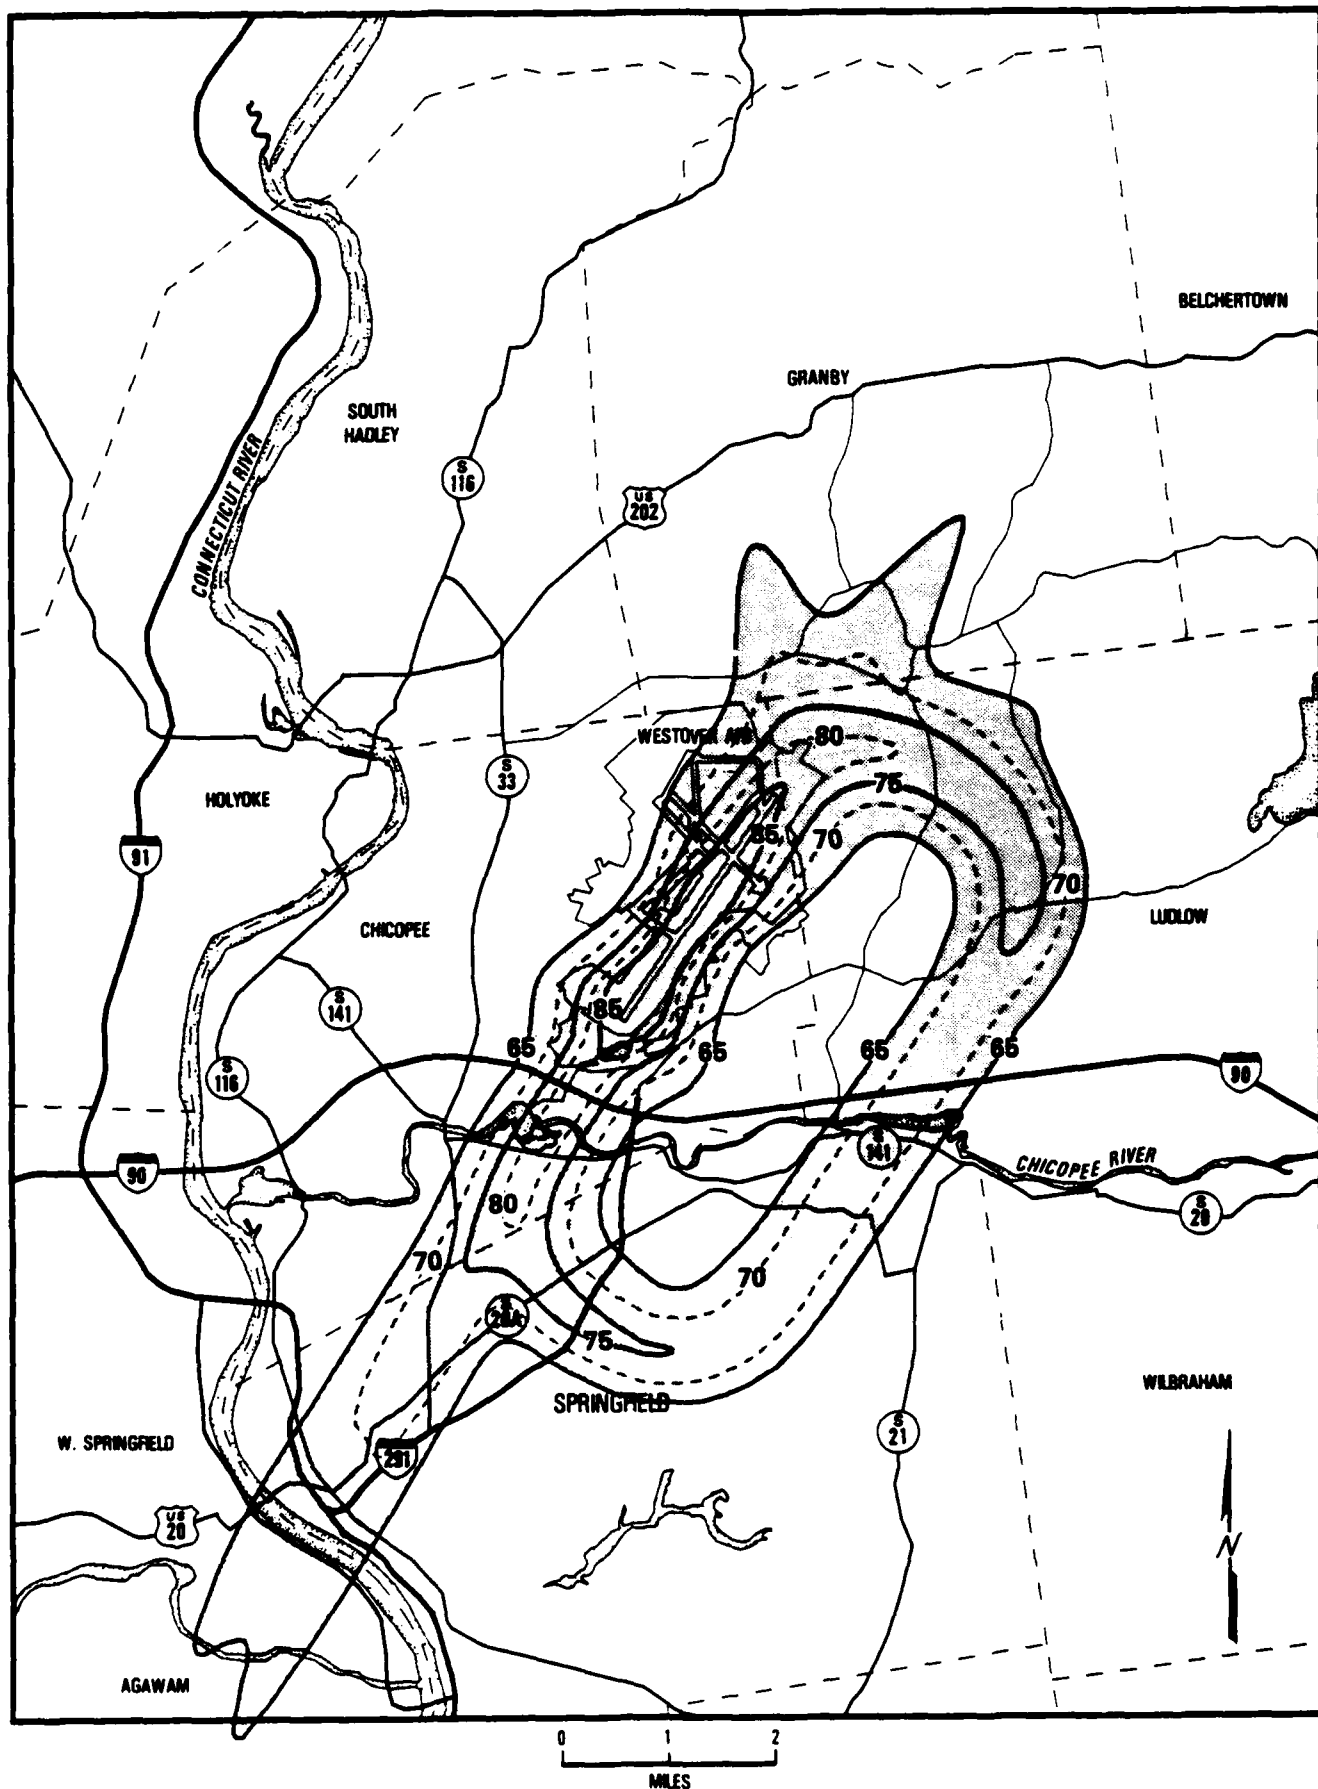 BELCHERTOWN
GRANBY
SOUTH
HADLEY
CONNECTICUT RIVER
S
116
US
202
WESTOVER AFB
80
S
33
75
HOLYOKE
91
85
70
70
LUDLOW
CHICOPEE
S
141
85
65
65
65
65
S
116
90
S
141
90
CHICOPEE RIVER
80
S
20
70
70
S
20A
75
WILBRAHAM
SPRINGFIELD
W. SPRINGFIELD
291
S
21
US
20
N
AGAWAM
0
1
2
MILES